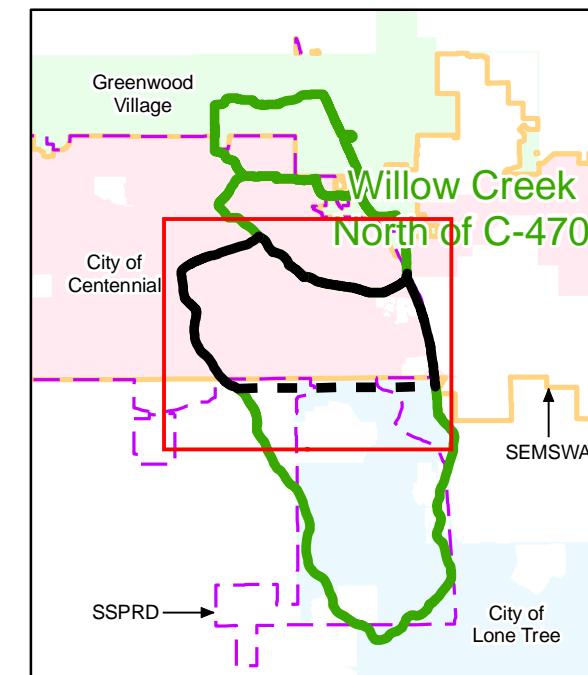 Greenwood
Village
Willow Creek
North of C-470
City of
Centennial
SEMSWA
SSPRD
City of
Lone Tree